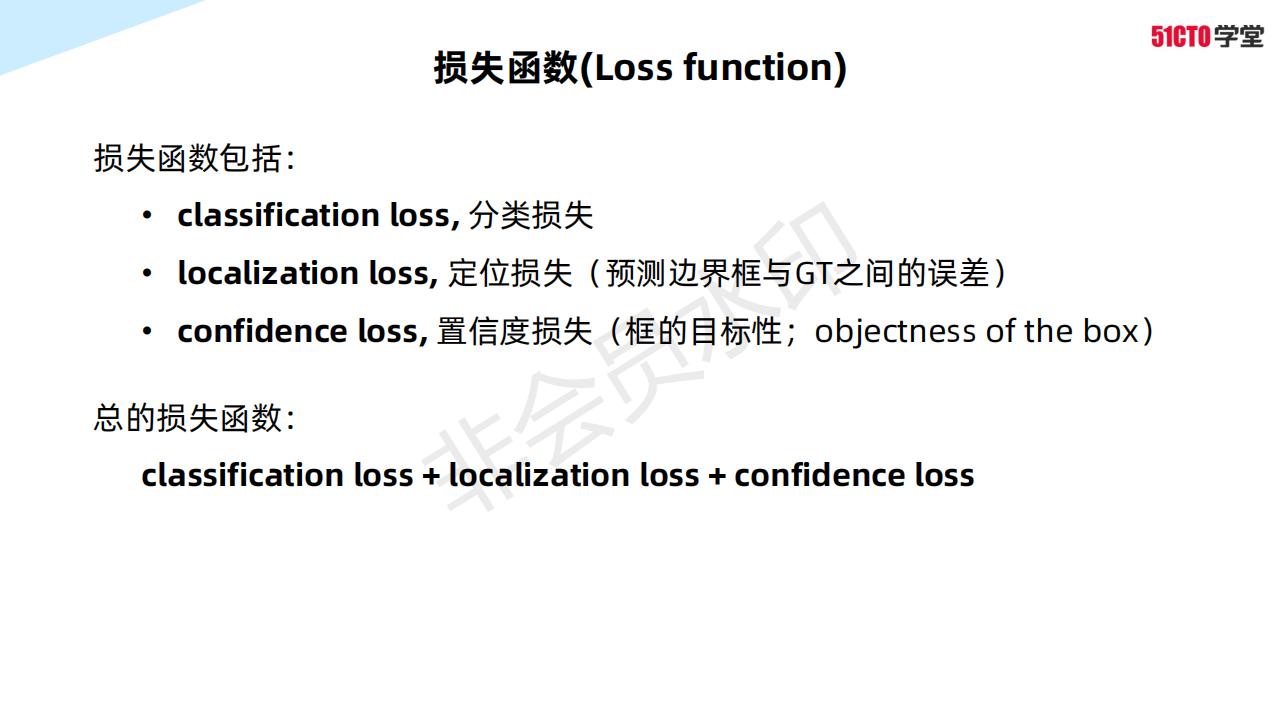 51CTO学堂
损失函数(Loss function)
损失函数包括：
• classification loss, 分类损失
• localization loss, 定位损失（预测边界框与GT之间的误差）
• confidence loss, 置信度损失（框的目标性；objectness of the box）
总的损失函数：
classification loss + localization loss + confidence loss
非会员水印